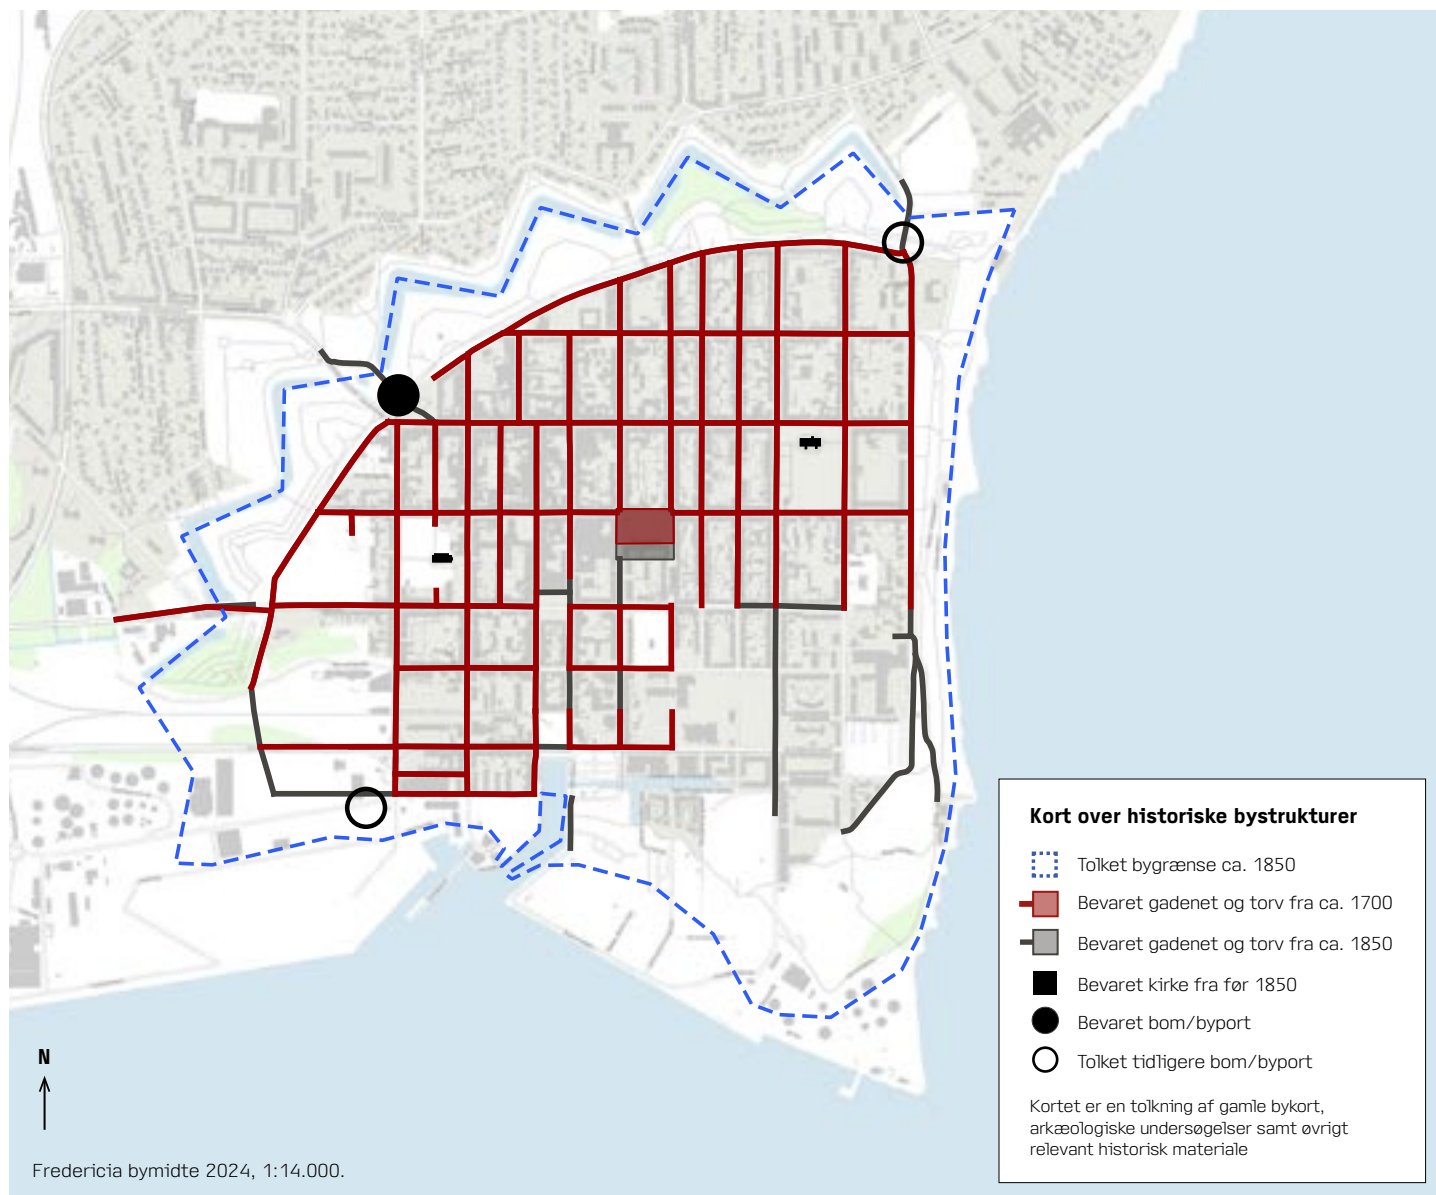 Kort over historiske bystrukturer
Tolket bygrænse ca. 1850
Bevaret gadenet og torv fra ca. 1700
Bevaret gadenet og torv fra ca. 1850
Bevaret kirke fra før 1850
Bevaret bom/byport
Tolket tidligere bom/byport
Kortet er en tolkning af gamle bykort,
arkæologiske undersøgelser samt øvrigt
relevant historisk materiale
N
Fredericia bymidte 2024, 1:14.000.